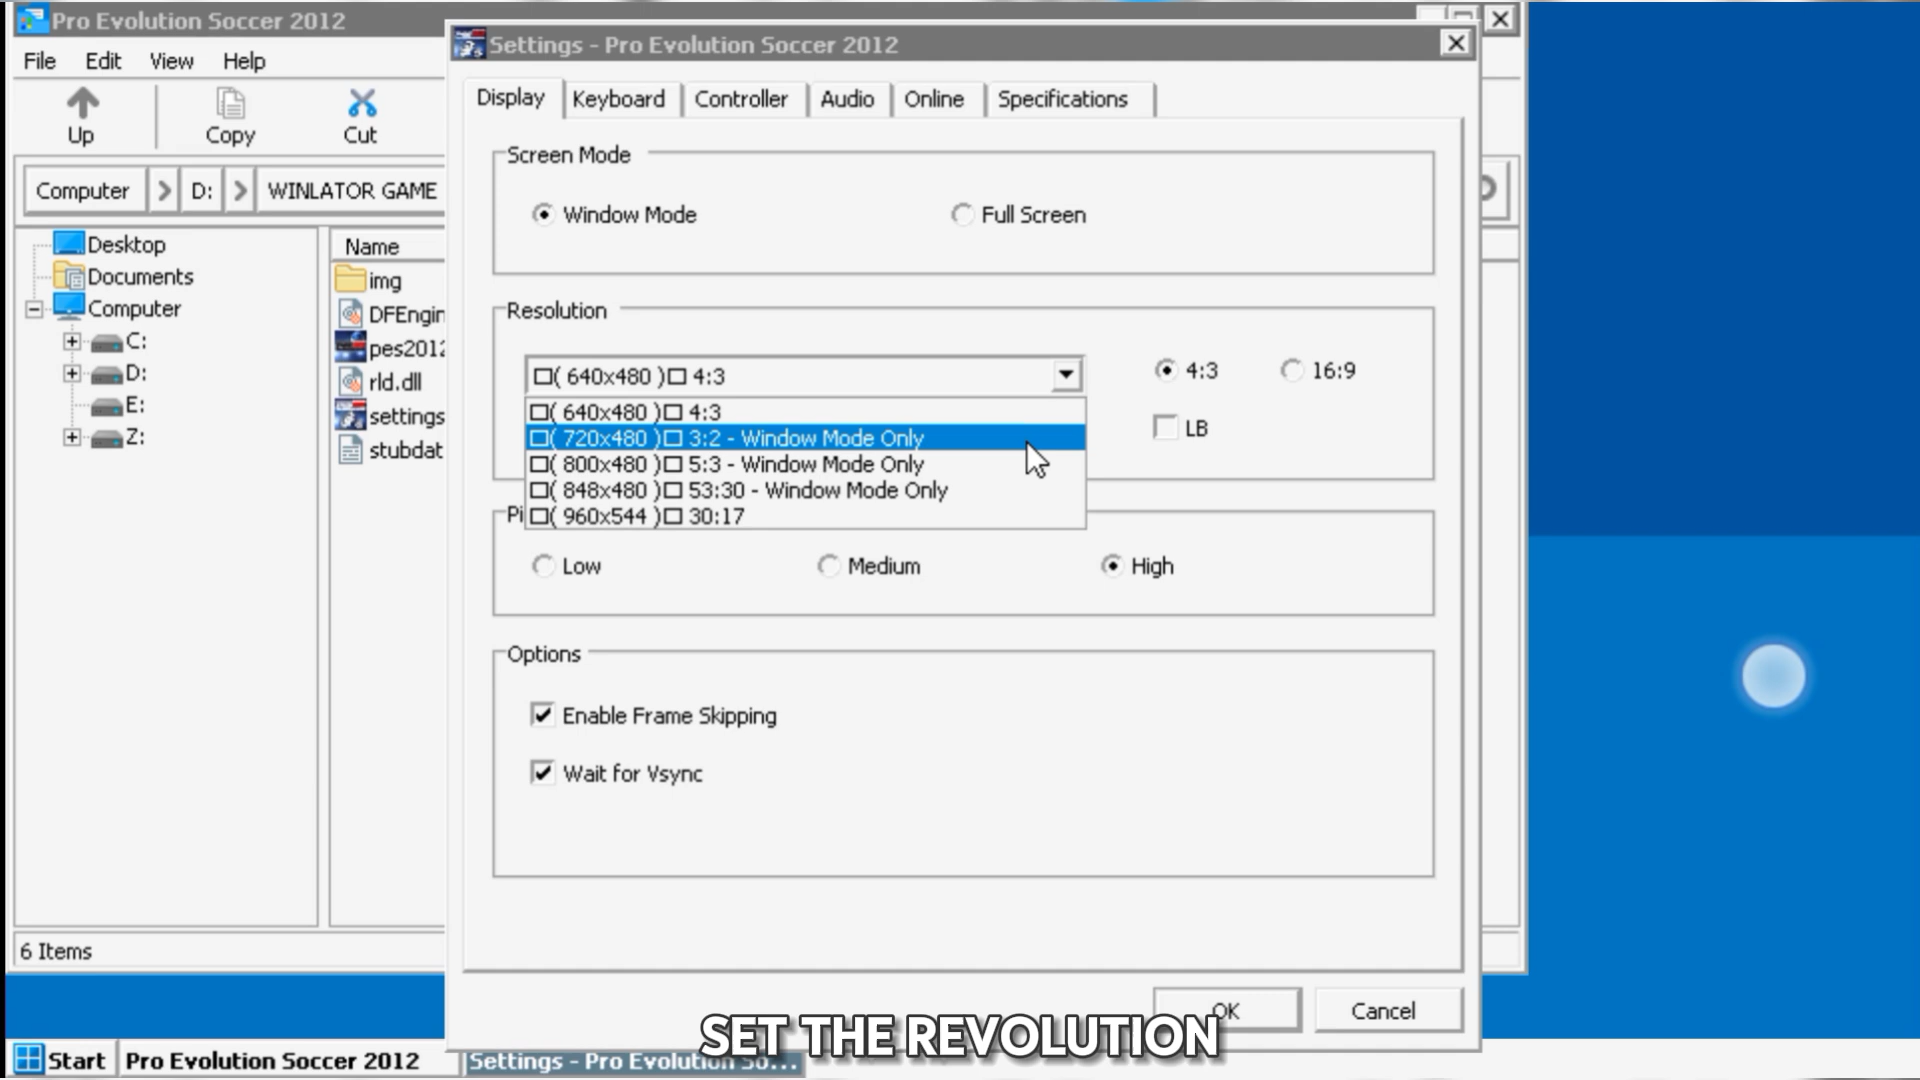 Pro Evolution Soccer 2012
File Edit View Help
Up Copy Cut
Computer D: WINLATOR GAME
Desktop
Documents
Computer
C:
D:
E:
Z:
Name
img
DFEngin
pes2012
rld.dll
settings
stubdat
6 Items
Settings - Pro Evolution Soccer 2012
Display Keyboard Controller Audio Online Specifications
Screen Mode
Window Mode Full Screen
Resolution
□( 640x480 )□ 4:3
4:3 16:9
□( 640x480 )□ 4:3
LB
□( 720x480 )□ 3:2 - Window Mode Only
□( 800x480 )□ 5:3 - Window Mode Only
□( 848x480 )□ 53:30 - Window Mode Only
□( 960x544 )□ 30:17
Pi
Low Medium High
Options
Enable Frame Skipping
Wait for Vsync
OK Cancel
SET THE REVOLUTION
Start Pro Evolution Soccer 2012 Settings - Pro Evolution So...